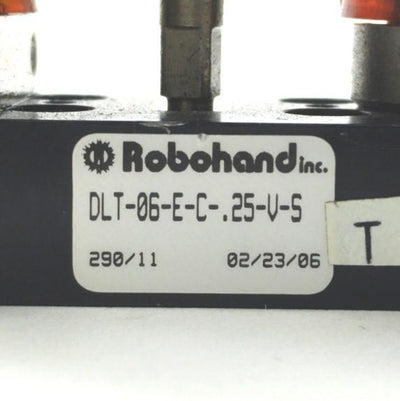 Robohand inc.
DLT-06-E-C-.25-V-S
290/11 02/23/06
T